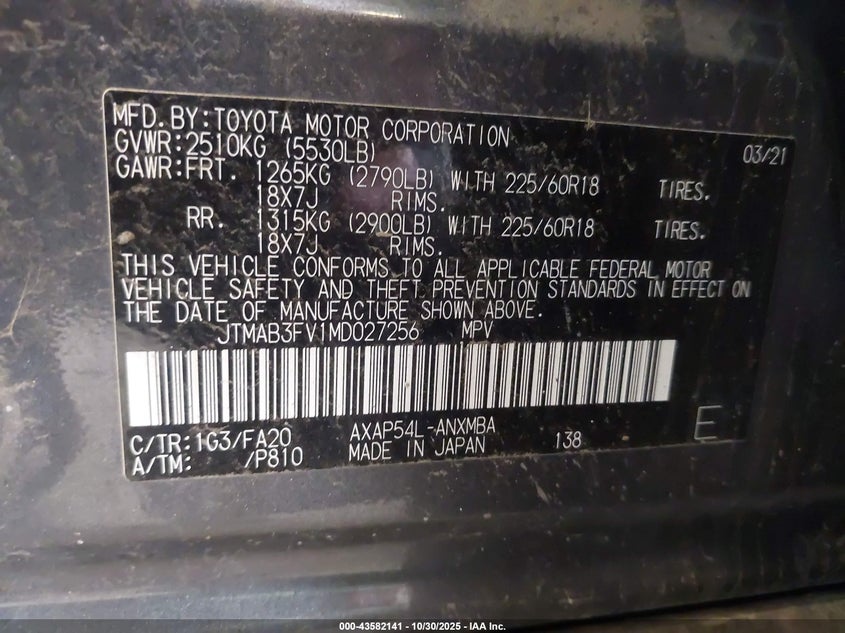 MFD.BY:TOYOTA MOTOR CORPORATION 03/21
GVWR:2510KG (5530LB)
GAWR:FRT. 1265KG (2790LB) WITH 225/60R18 TIRES.
18X7J RIMS.
RR. 1315KG (2900LB) WITH 225/60R18 TIRES.
18X7J RIMS.
THIS VEHICLE CONFORMS TO ALL APPLICABLE FEDERAL MOTOR
VEHICLE SAFETY AND THEFT PREVENTION STANDARDS IN EFFECT ON
THE DATE OF MANUFACTURE SHOWN ABOVE.
JTMAB3FV1MD027256 MPV
C/TR:1G3/FA20 AXAP54L-ANXMBA 138 E
A/TM: /P810 MADE IN JAPAN
000-43582141 - 10/30/2025 - IAA Inc.